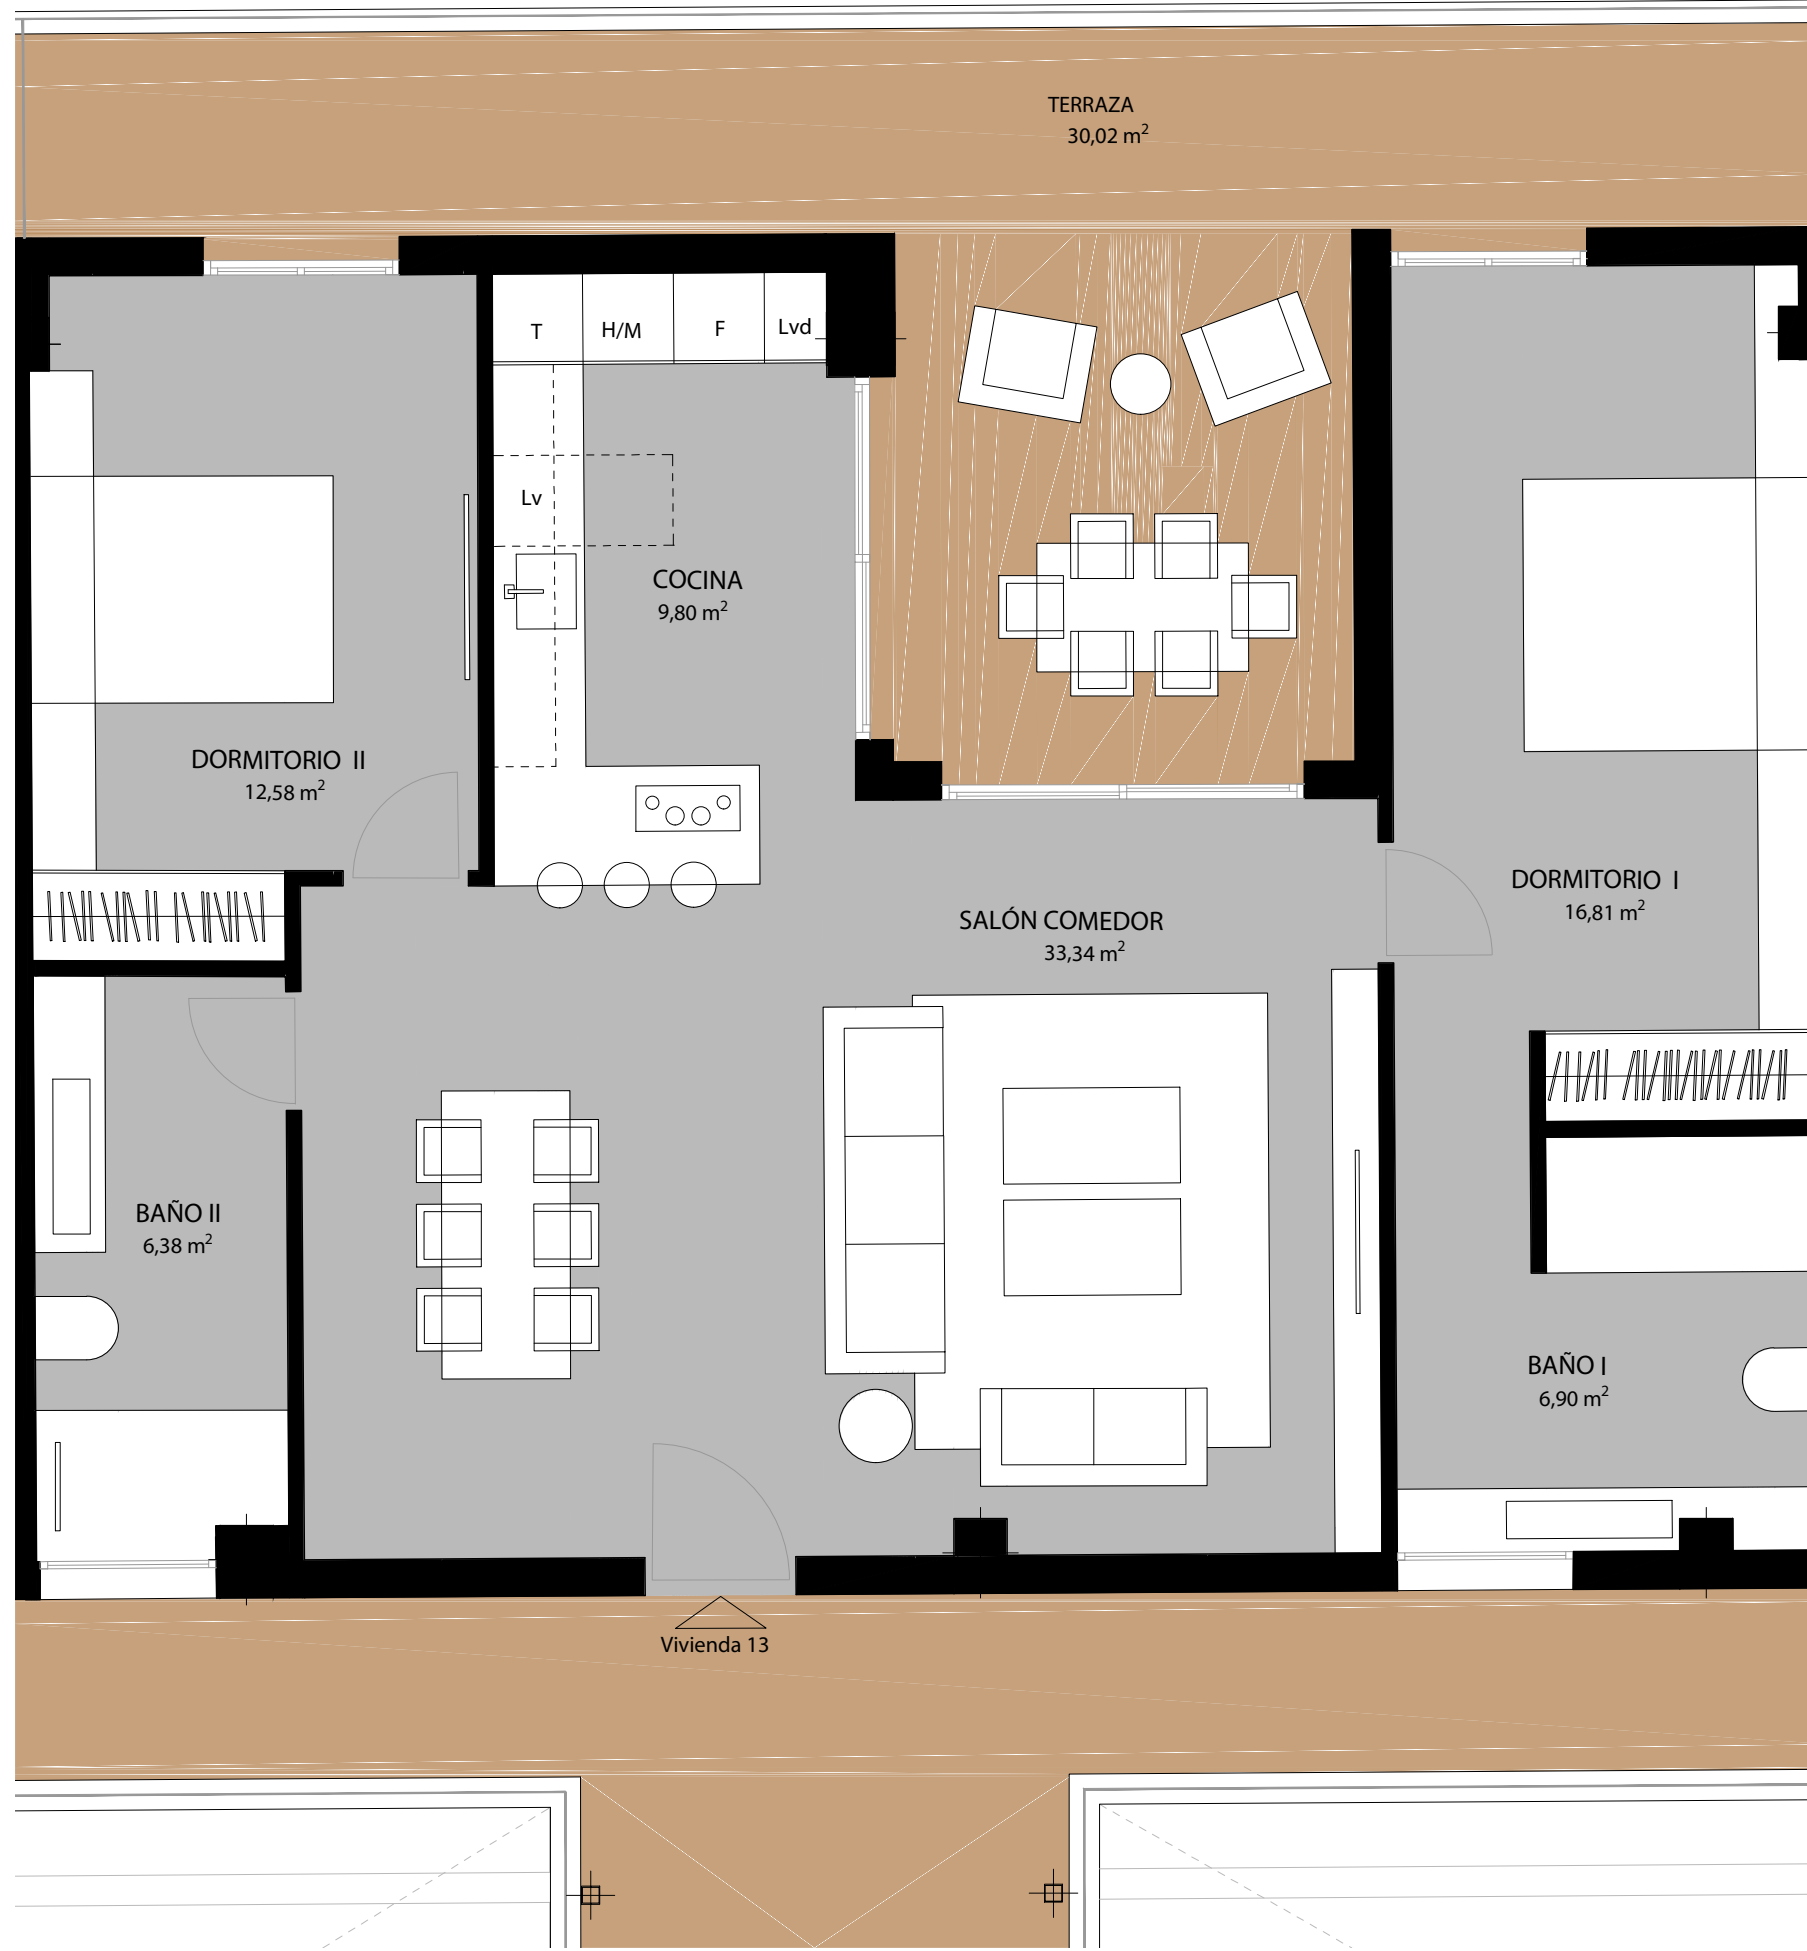 TERRAZA
30,02 m²
T
H/M
F
Lvd
Lv
COCINA
9,80 m²
DORMITORIO II
12,58 m²
DORMITORIO I
16,81 m²
SALÓN COMEDOR
33,34 m²
BAÑO II
6,38 m²
BAÑO I
6,90 m²
Vivienda 13